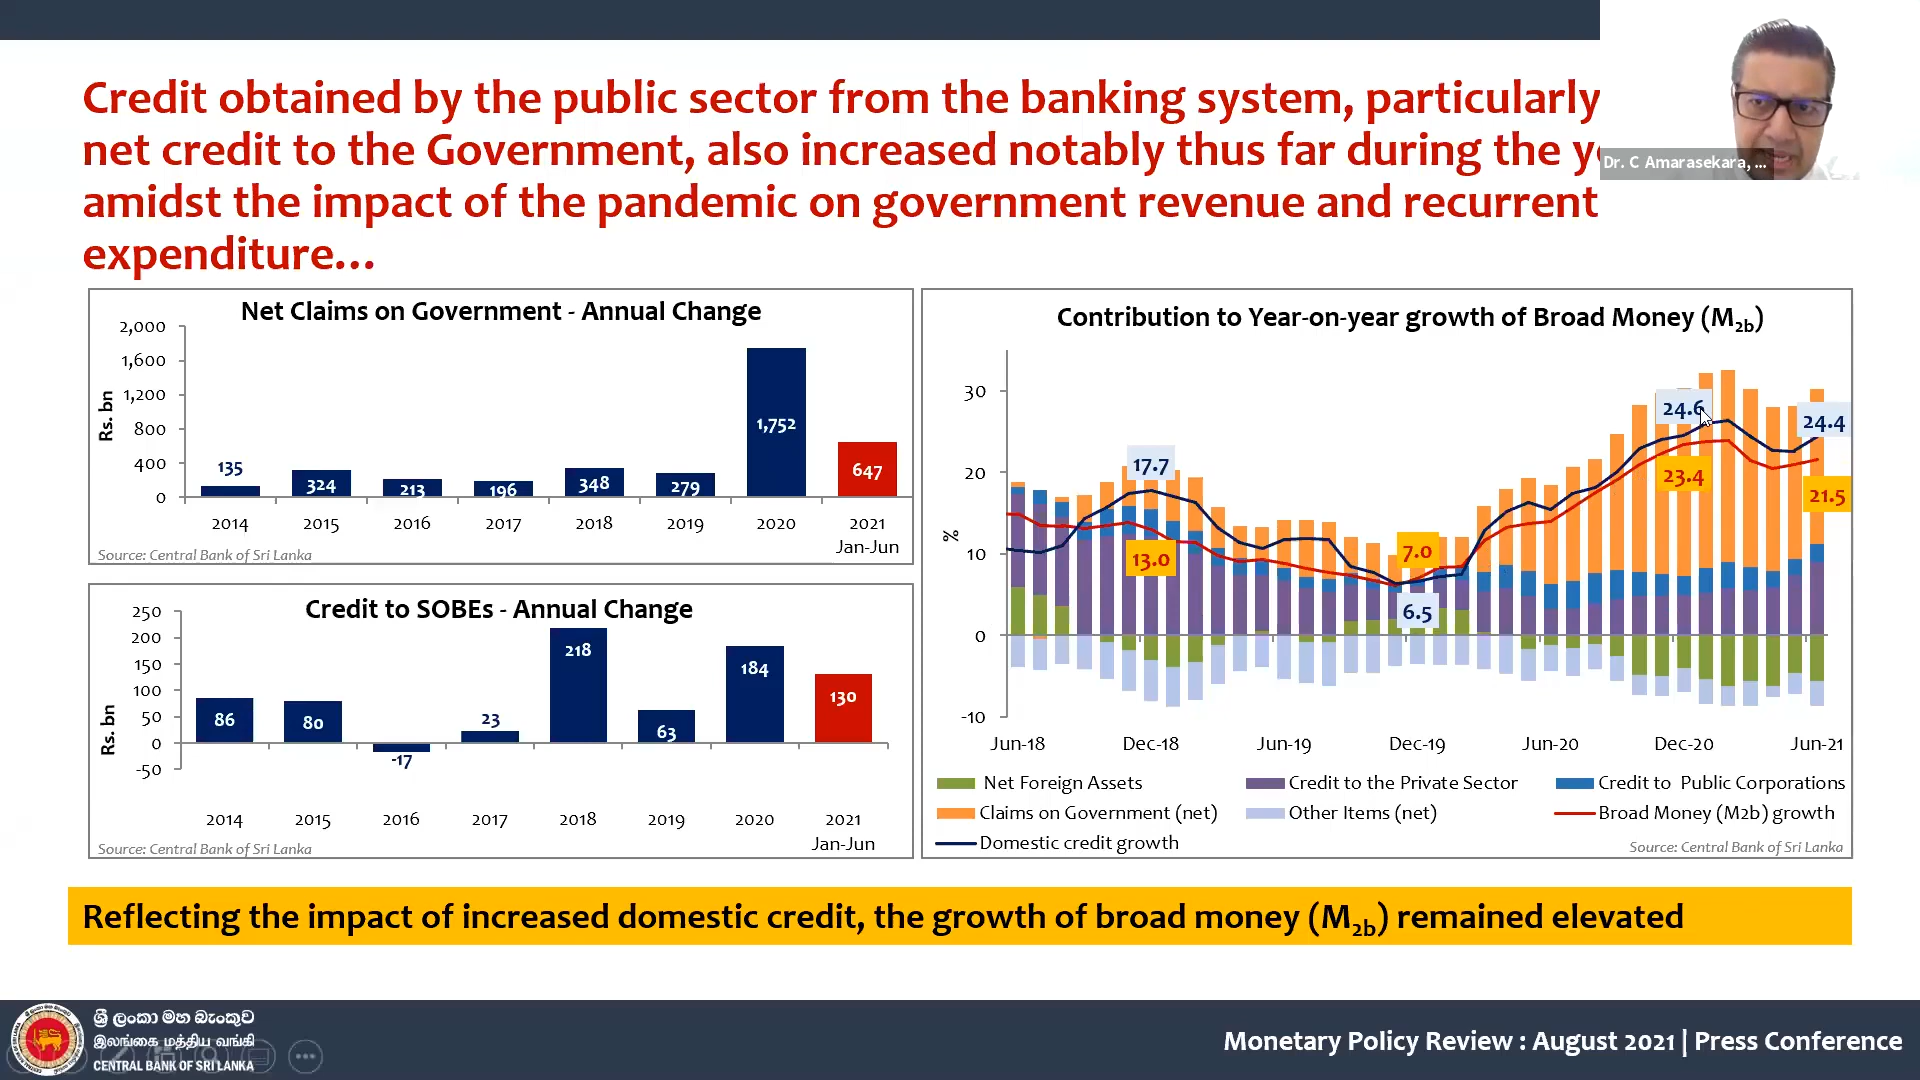 Credit obtained by the public sector from the banking system, particularly
net credit to the Government, also increased notably thus far during the
amidst the impact of the pandemic on government revenue and recurrent
expenditure…
Dr. C Amarasekara, ...
Net Claims on Government - Annual Change
Rs. bn
2,000
1,600
1,200
800
400
0
135
324
213
196
348
279
1,752
647
2014
2015
2016
2017
2018
2019
2020
2021
Jan-Jun
Source: Central Bank of Sri Lanka
Credit to SOBEs - Annual Change
Rs. bn
250
200
150
100
50
0
-50
86
80
-17
23
218
63
184
130
2014
2015
2016
2017
2018
2019
2020
2021
Jan-Jun
Source: Central Bank of Sri Lanka
Contribution to Year-on-year growth of Broad Money (M2b)
%
30
20
10
0
-10
17.7
13.0
7.0
6.5
24.6
23.4
24.4
21.5
Jun-18
Dec-18
Jun-19
Dec-19
Jun-20
Dec-20
Jun-21
Net Foreign Assets
Credit to the Private Sector
Credit to Public Corporations
Claims on Government (net)
Other Items (net)
Broad Money (M2b) growth
Domestic credit growth
Source: Central Bank of Sri Lanka
Reflecting the impact of increased domestic credit, the growth of broad money (M2b) remained elevated
ශ්‍රී ලංකා මහ බැංකුව
இலங்கை மத்திய வங்கி
CENTRAL BANK OF SRI LANKA
Monetary Policy Review : August 2021 | Press Conference